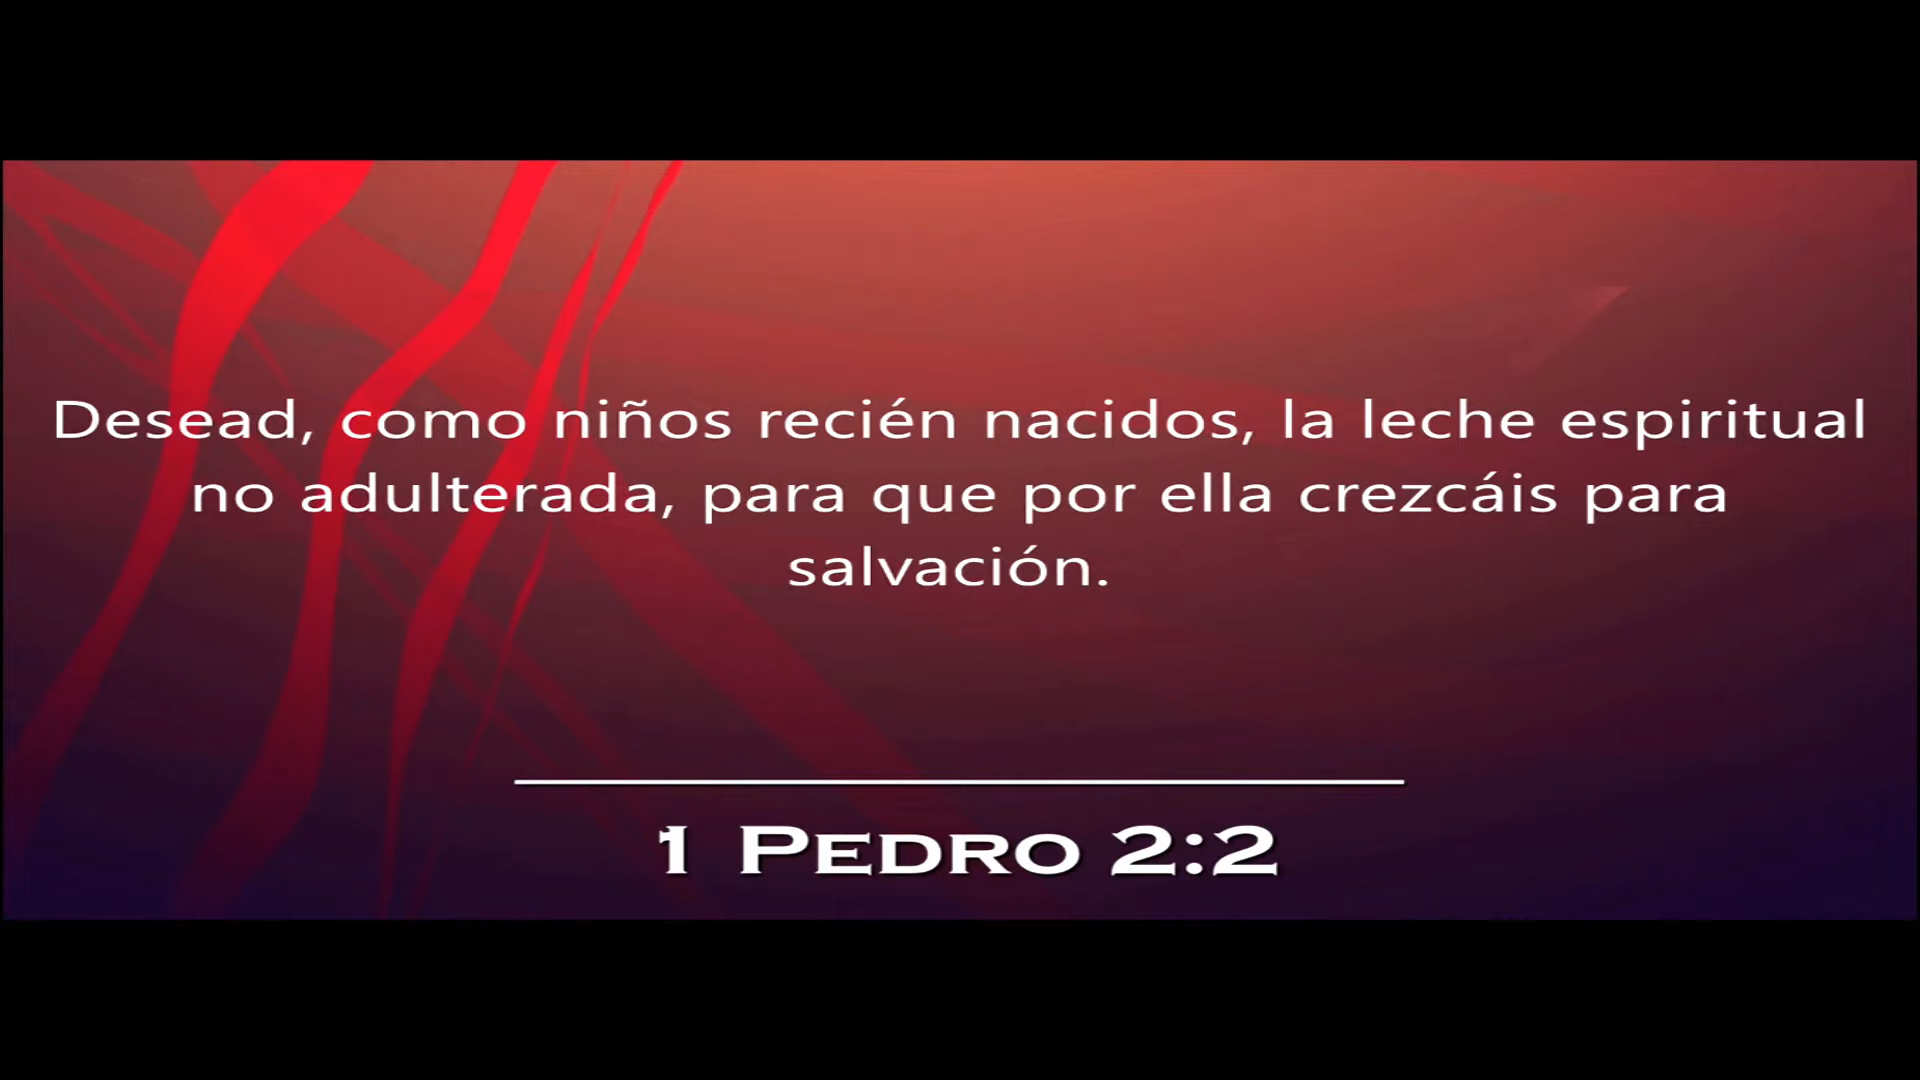 Desead, como niños recién nacidos, la leche espiritual
no adulterada, para que por ella crezcáis para
salvación.
1 Pedro 2:2